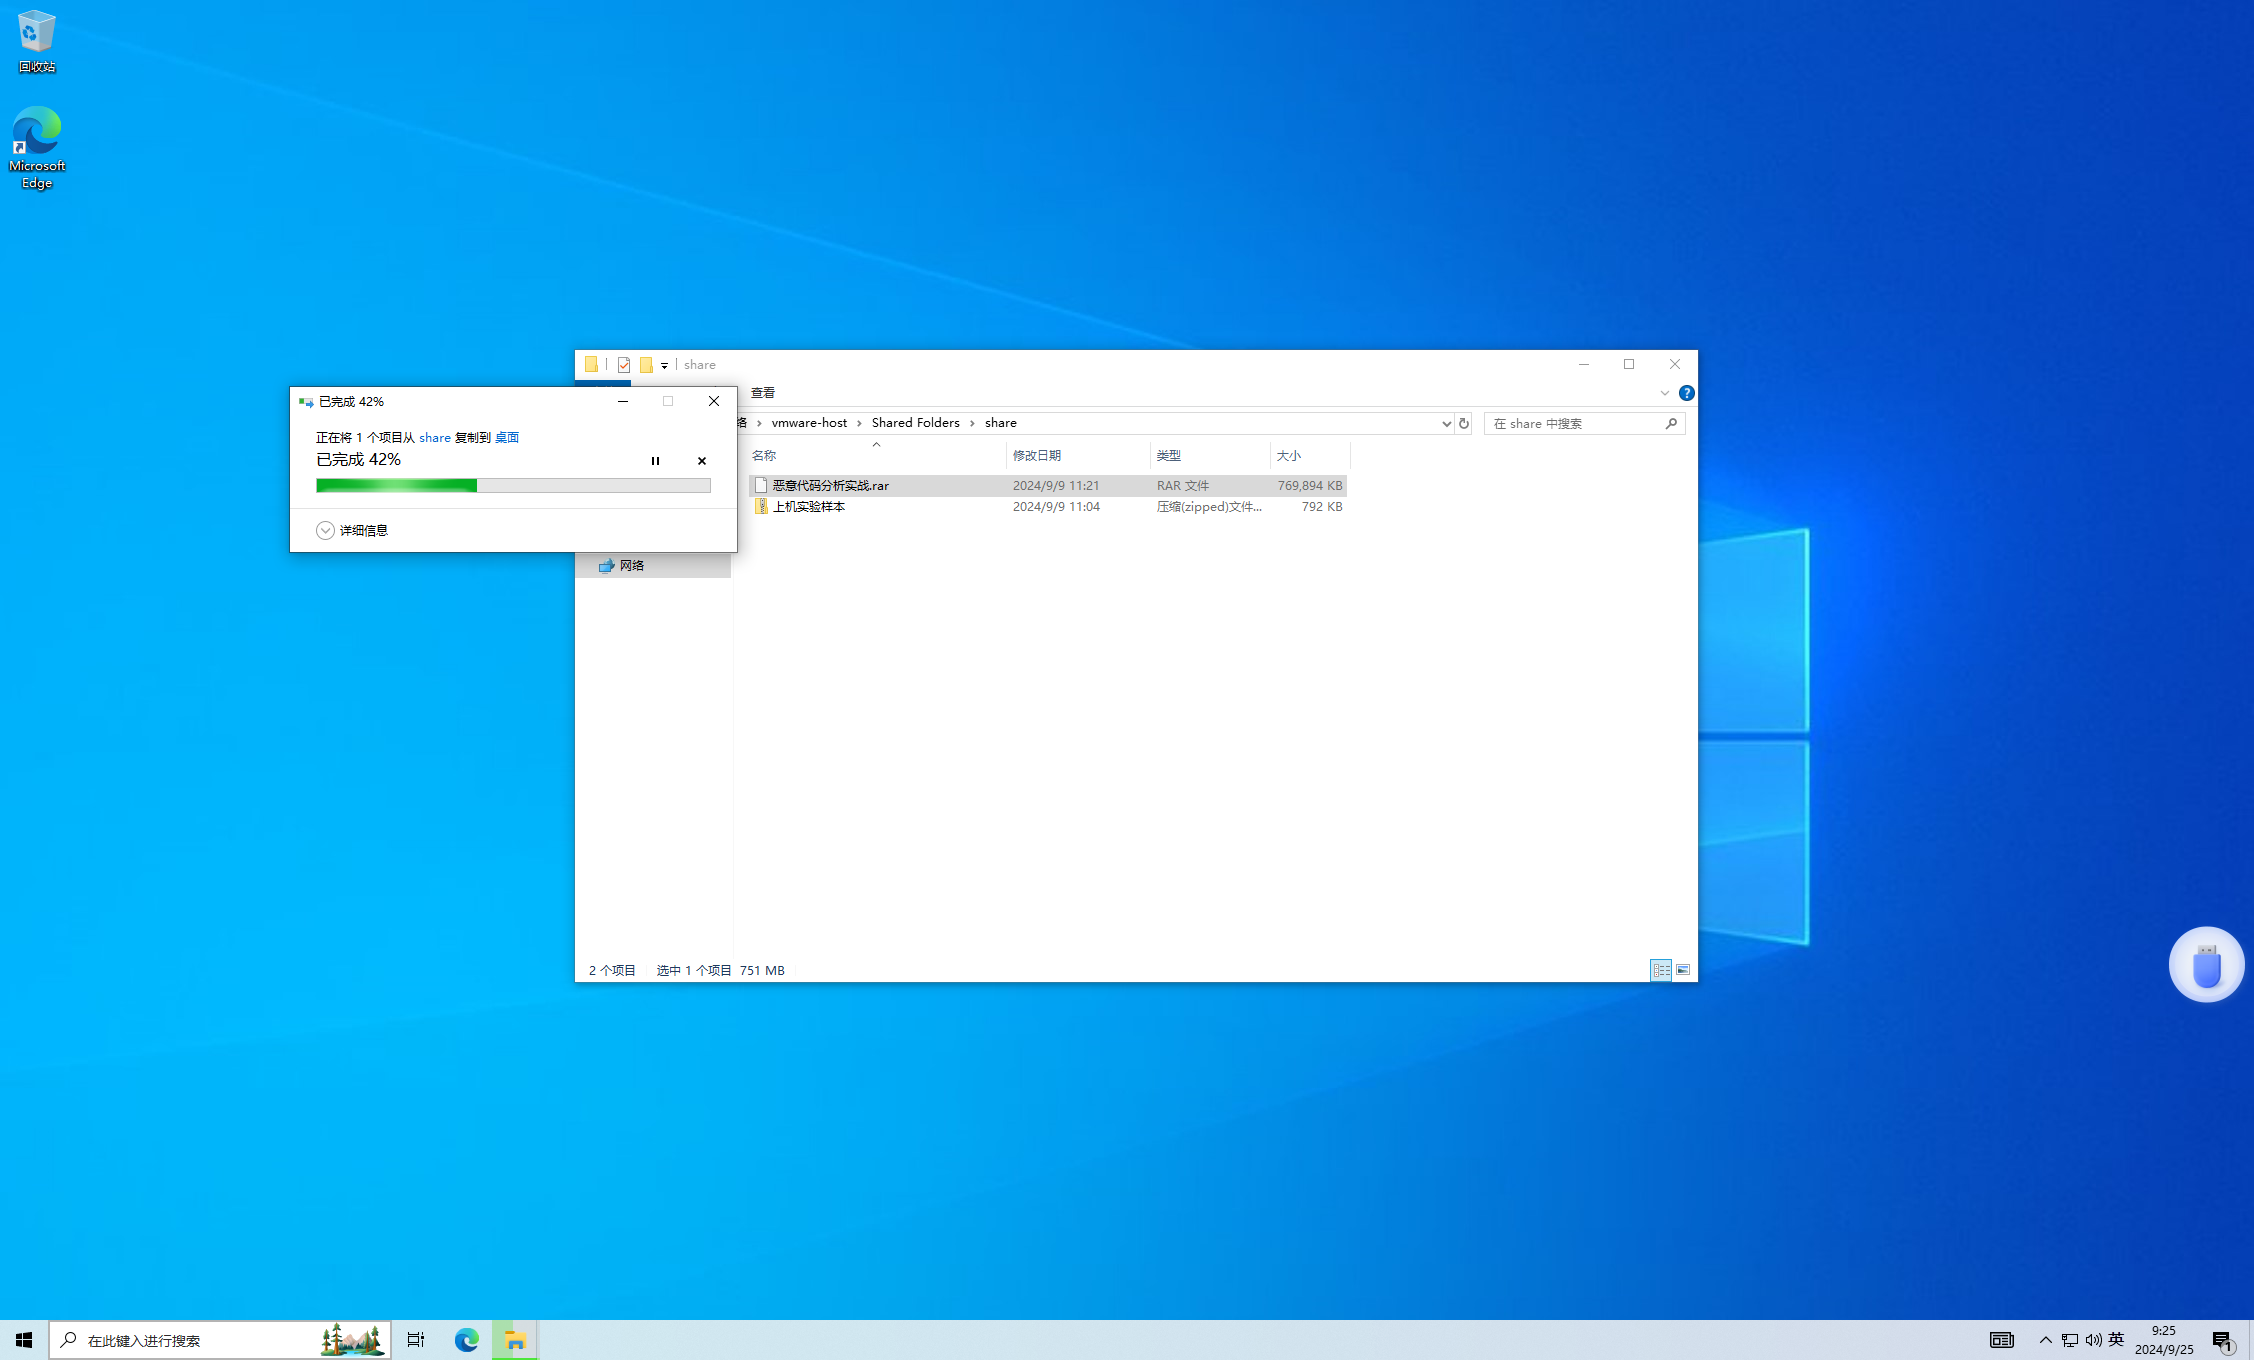 回收站
Microsoft
Edge
share
查看
已完成 42%
正在将 1 个项目从 share 复制到 桌面
已完成 42%
详细信息
络 › vmware-host › Shared Folders › share
在 share 中搜索
名称 修改日期 类型 大小
恶意代码分析实战.rar 2024/9/9 11:21 RAR 文件 769,894 KB
上机实验样本 2024/9/9 11:04 压缩(zipped)文件... 792 KB
网络
2 个项目 选中 1 个项目 751 MB
在此键入进行搜索
英
9:25
2024/9/25
1